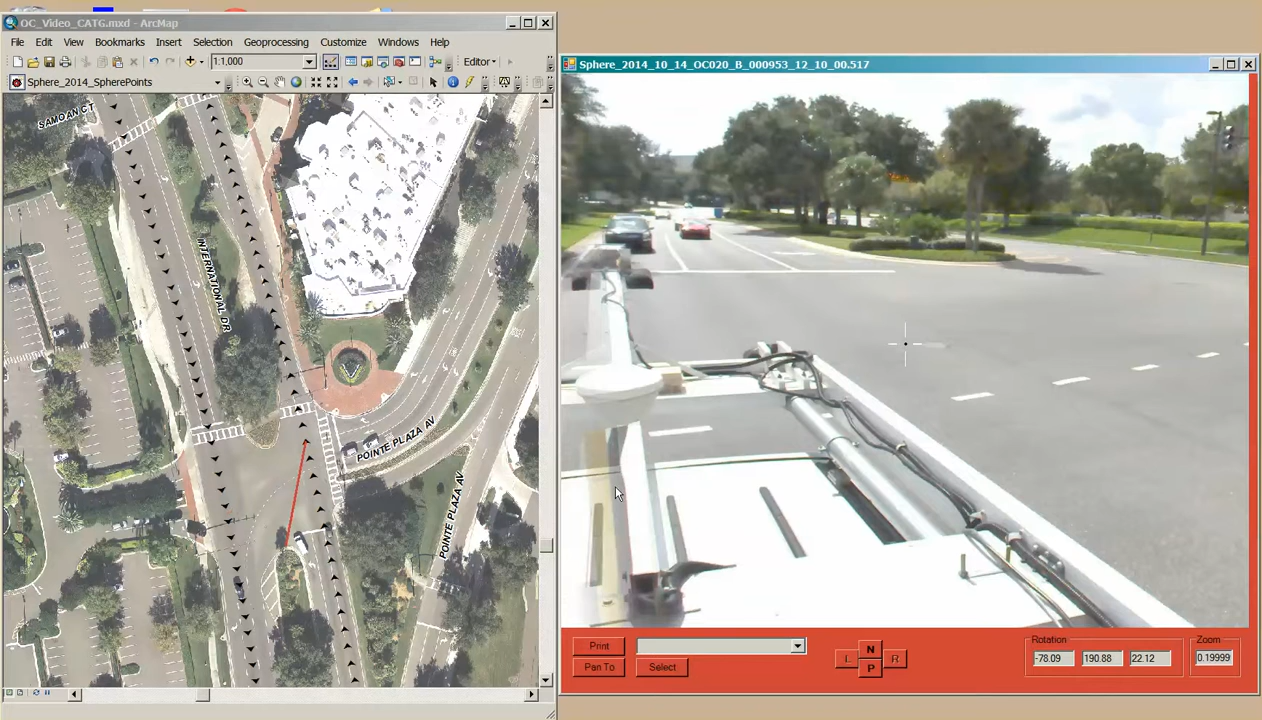 OC_Video_CATG.mxd - ArcMap
File Edit View Bookmarks Insert Selection Geoprocessing Customize Windows Help
1:1,000 Editor
Sphere_2014_SpherePoints
SAMOAN CT
INTERNATIONAL DR
POINTE PLAZA AV
POINTE PLAZA AV
Sphere_2014_10_14_OC020_B_000953_12_10_00.517
Print
Pan To Select
L N R
P
Rotation
-78.09 190.88 22.12
Zoom
0.19999